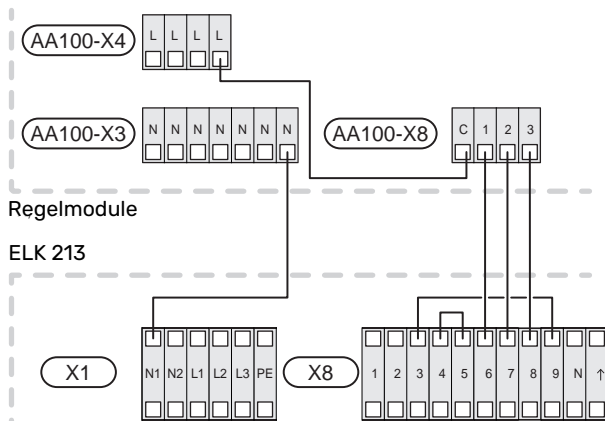 AA100-X4 L L L L
AA100-X3 N N N N N N N AA100-X8 C 1 2 3
Regelmodule
ELK 213
X1 N1 N2 L1 L2 L3 PE X8 1 2 3 4 5 6 7 8 9 N ↑